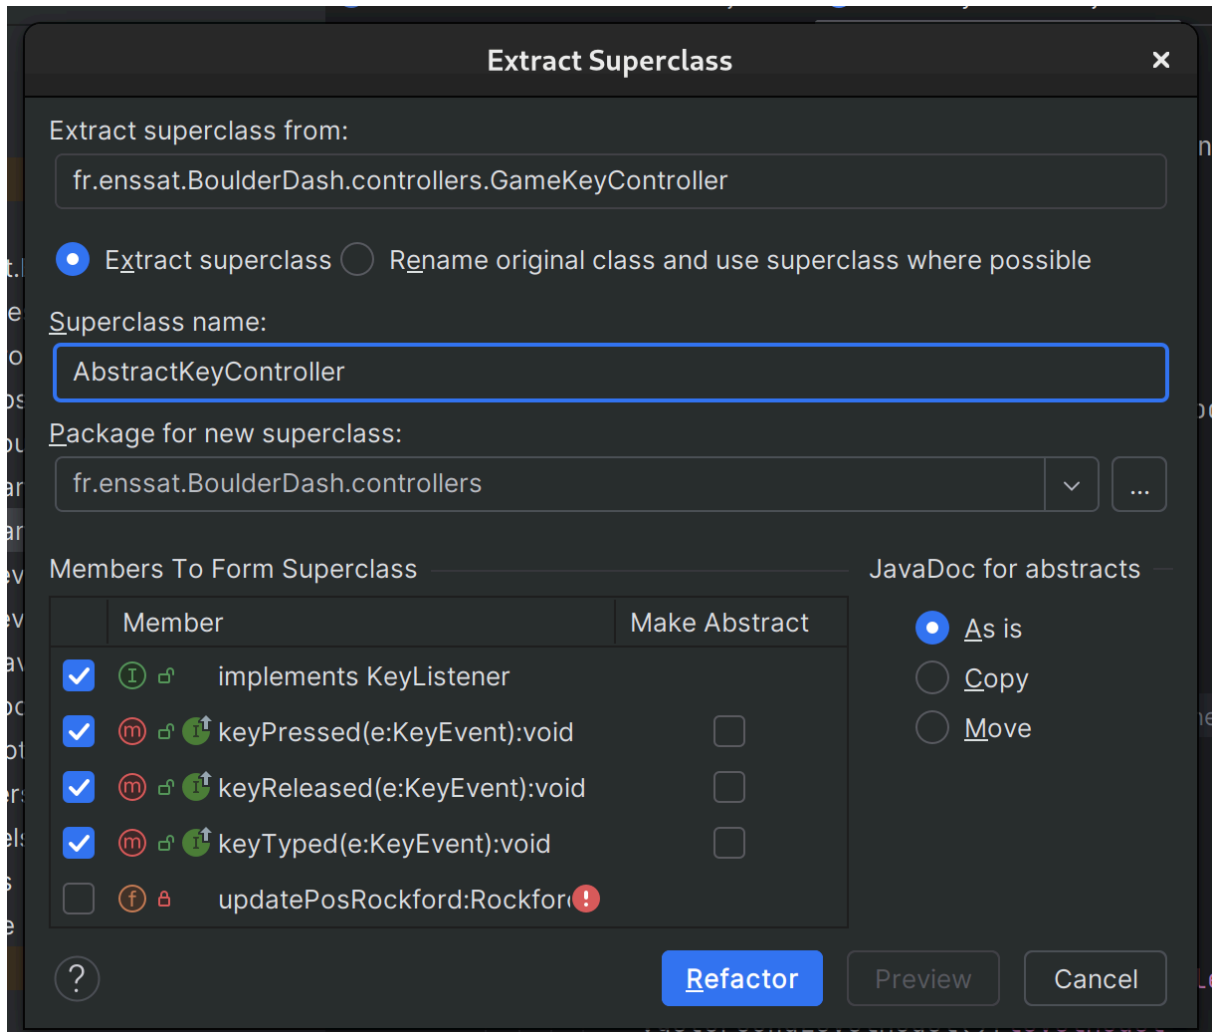 Extract Superclass
Extract superclass from:
fr.enssat.BoulderDash.controllers.GameKeyController
Extract superclass Rename original class and use superclass where possible
Superclass name:
AbstractKeyController
Package for new superclass:
fr.enssat.BoulderDash.controllers
...
Members To Form Superclass
JavaDoc for abstracts
Member Make Abstract
implements KeyListener
keyPressed(e:KeyEvent):void
keyReleased(e:KeyEvent):void
keyTyped(e:KeyEvent):void
updatePosRockford:Rockfor
As is
Copy
Move
?
Refactor
Preview
Cancel